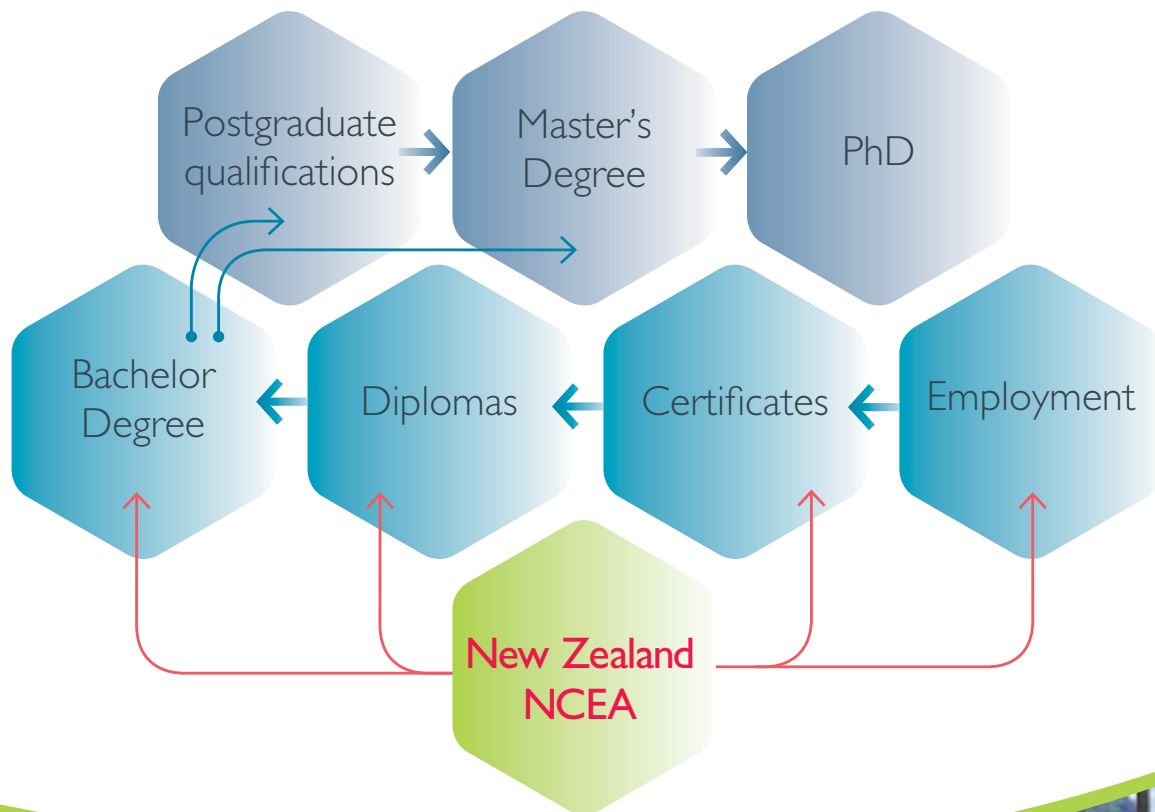 Postgraduate
qualifications
Master's
Degree
PhD
Bachelor
Degree
Diplomas
Certificates
Employment
New Zealand
NCEA